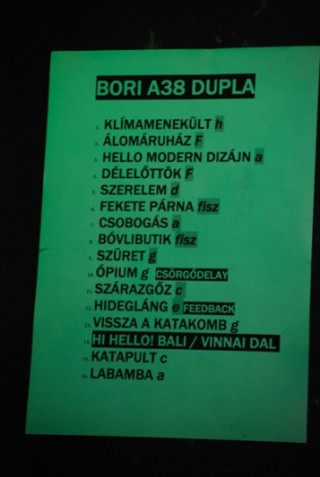 BORI A38 DUPLA
1. KLÍMAMENEKÜLT h
2. ÁLOMÁRUHÁZ F
3. HELLO MODERN DIZÁJN a
4. DÉLELŐTTÖK F
5. SZERELEM d
6. FEKETE PÁRNA fisz
7. CSOBOGÁS a
8. BÓVLIBUTIK fisz
9. SZÜRET g
10. ÓPIUM g CSÖRGŐDELAY
11. SZÁRAZGŐZ c
12. HIDEGLÁNG e FEEDBACK
13. VISSZA A KATAKOMB g
14. HI HELLO! BALI / VINNAI DAL
15. KATAPULT c
16. LABAMBA a